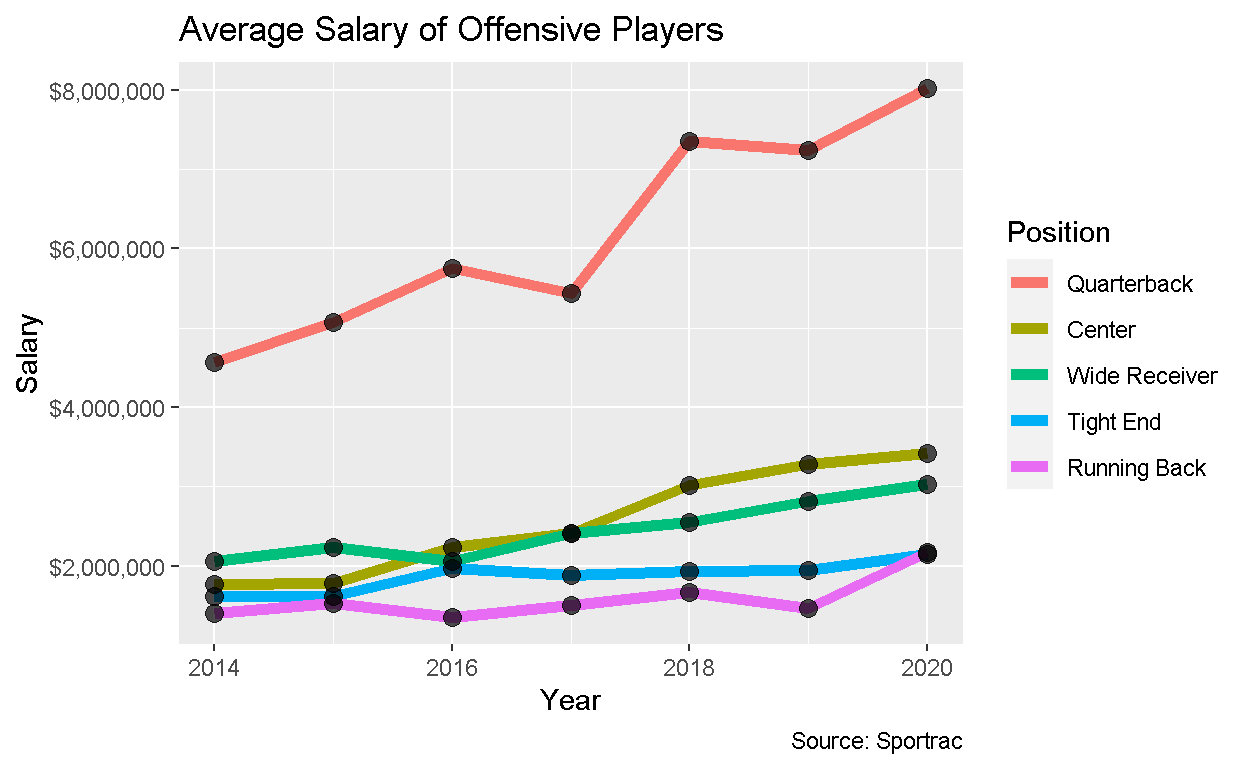 Average Salary of Offensive Players
$8,000,000
$6,000,000
$4,000,000
$2,000,000
Salary
2014 2016 2018 2020
Year
Position
Quarterback
Center
Wide Receiver
Tight End
Running Back
Source: Sportrac